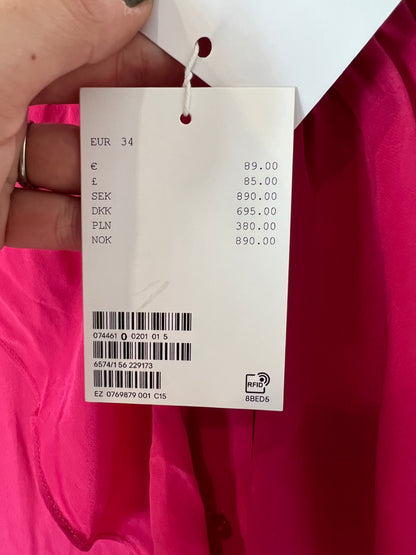 EUR 34
€ 89.00
£ 85.00
SEK 890.00
DKK 695.00
PLN 380.00
NOK 890.00
074461 0 0201 01 5
6574/1 56 229173
EZ 0769879 001 C15
RFID
8BED5